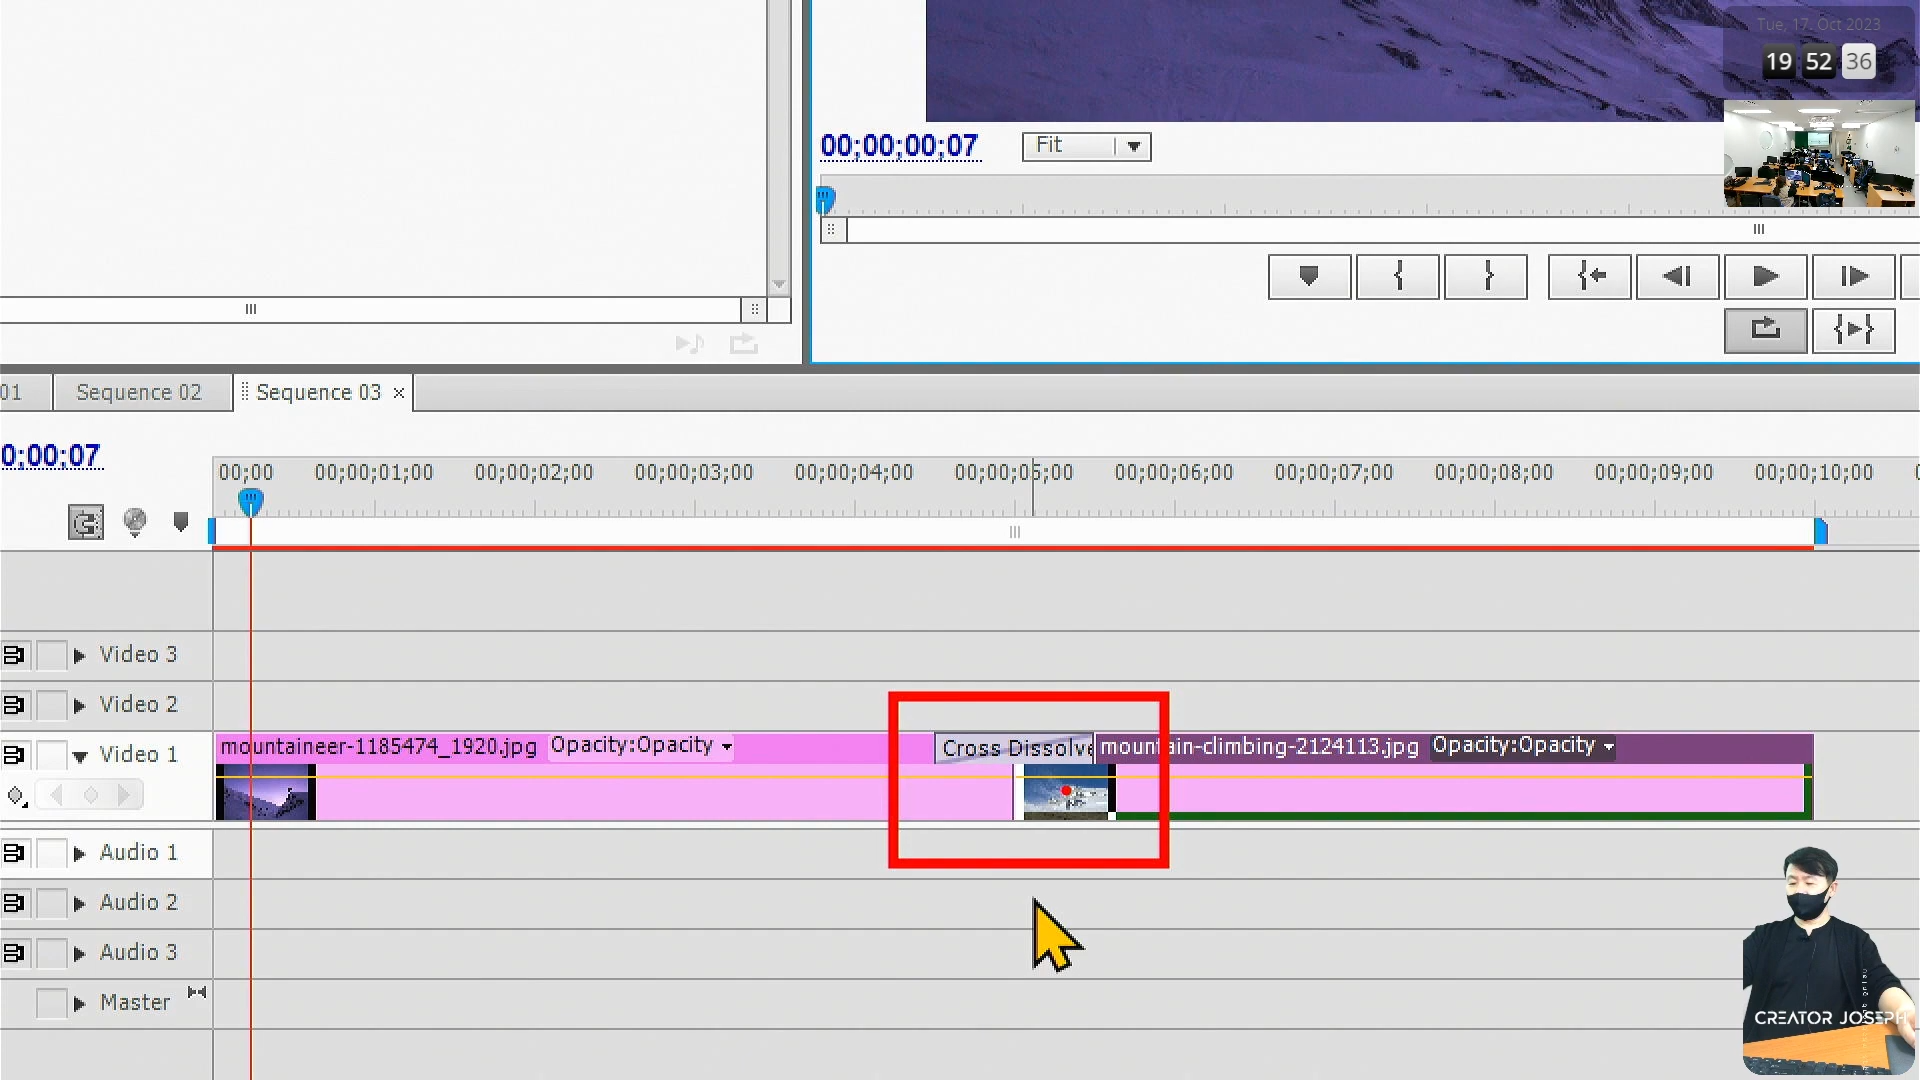 Tue, 17. Oct 2023
19 52 36
00;00;00;07 Fit
01 Sequence 02 Sequence 03 ×
0;00;07
00;00 00;00;01;00 00;00;02;00 00;00;03;00 00;00;04;00 00;00;05;00 00;00;06;00 00;00;07;00 00;00;08;00 00;00;09;00 00;00;10;00
Video 3
Video 2
Video 1 mountaineer-1185474_1920.jpg Opacity:Opacity Cross Dissolve mountain-climbing-2124113.jpg Opacity:Opacity
Audio 1
Audio 2
Audio 3
Master
CREATOR JOSEPH